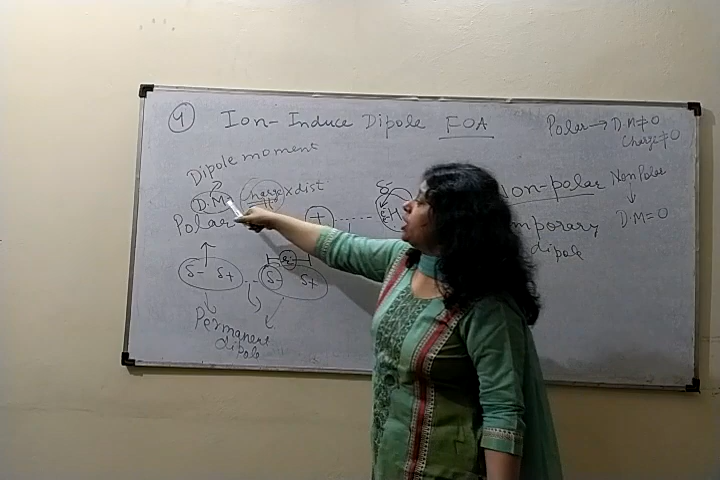 4 Ion-Induce Dipole FOA
Polar → D.M≠0
Charge≠0
Dipole moment
D.M Charge x dist
Polar
δ- δ+
δ- δ+
Permanent
dipole
+
δ-
Non-polar
mporary
dipole
Non Polar
D.M=0